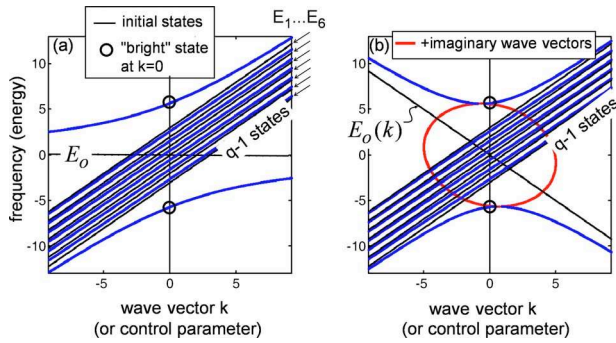 E1...E6
initial states
"bright" state
at k=0
+imaginary wave vectors
(a)
(b)
frequency (energy)
10
5
0
-5
-10
10
5
0
-5
-10
Eo
q-1 states
Eo(k)
q-1 states
-5
0
5
-5
0
5
wave vector k
(or control parameter)
wave vector k
(or control parameter)